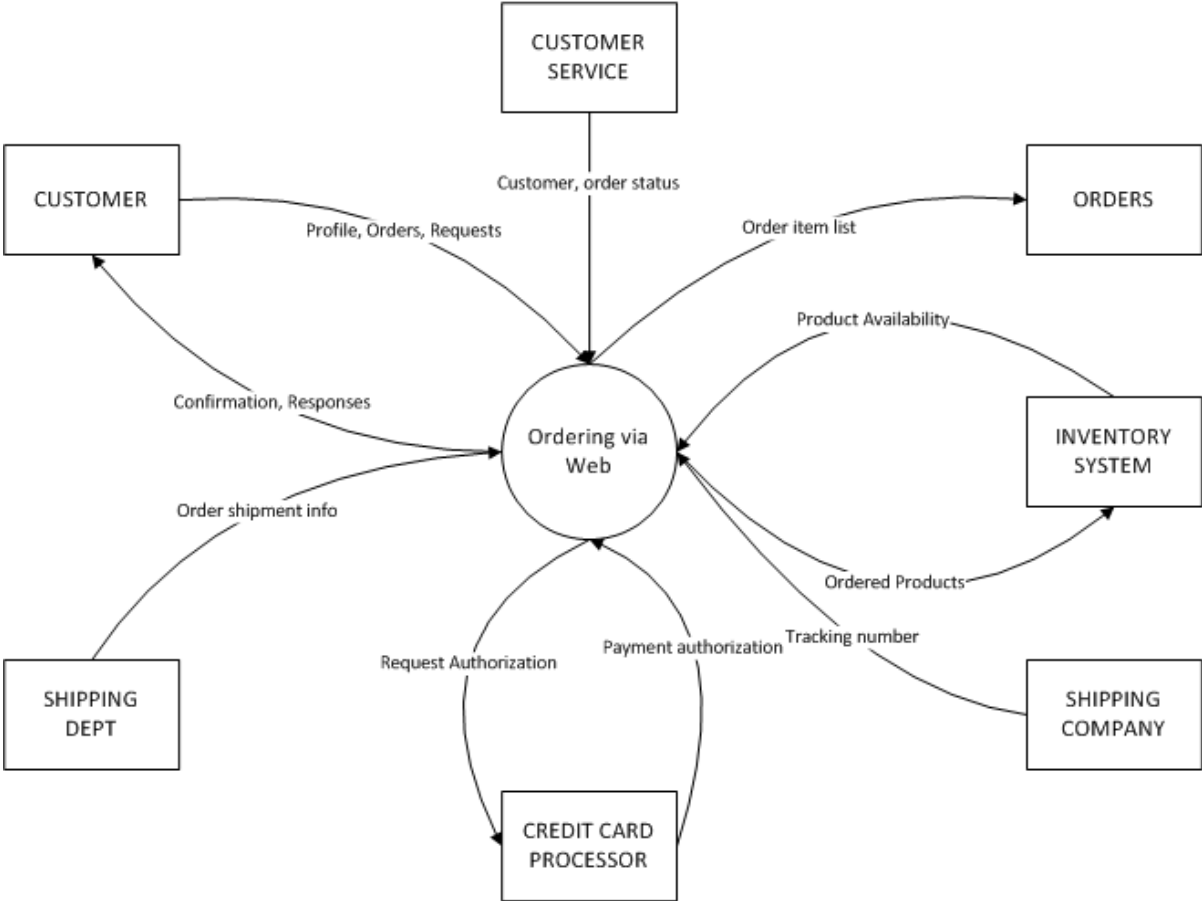 CUSTOMER
SERVICE
CUSTOMER
ORDERS
Customer, order status
Profile, Orders, Requests
Order item list
Product Availability
Confirmation, Responses
Ordering via
Web
INVENTORY
SYSTEM
Order shipment info
Ordered Products
Tracking number
Payment authorization
Request Authorization
SHIPPING
DEPT
SHIPPING
COMPANY
CREDIT CARD
PROCESSOR